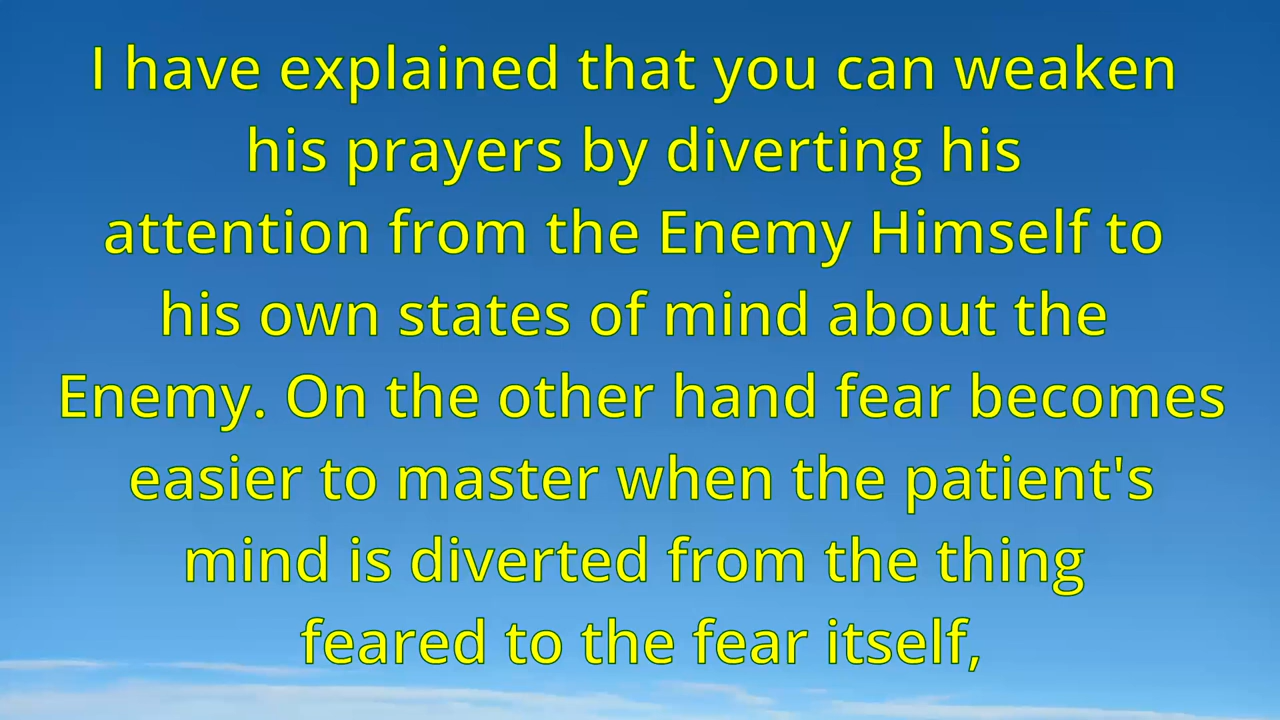 I have explained that you can weaken
his prayers by diverting his
attention from the Enemy Himself to
his own states of mind about the
Enemy. On the other hand fear becomes
easier to master when the patient's
mind is diverted from the thing
feared to the fear itself,